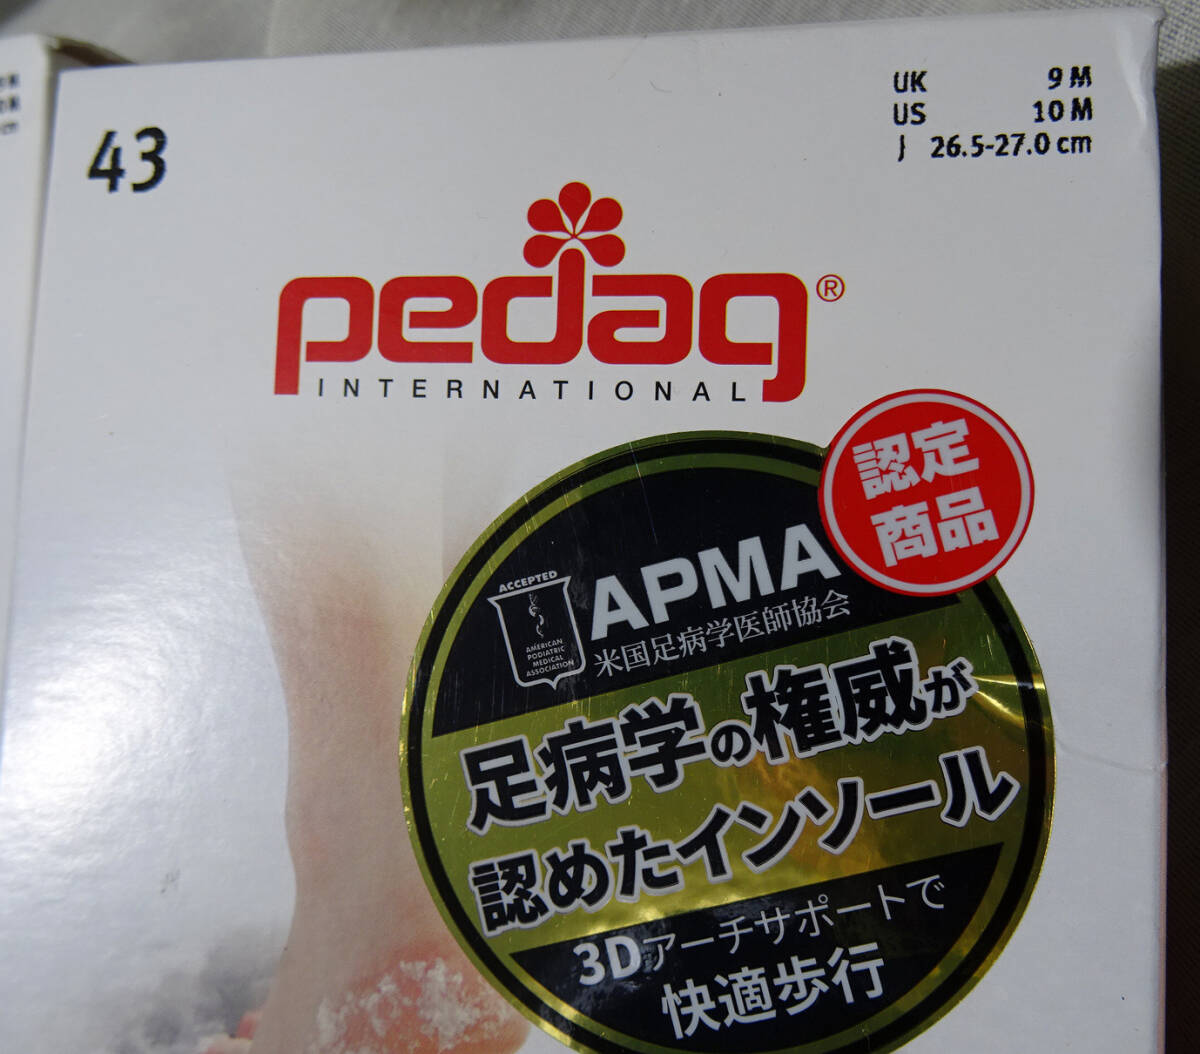 43
UK 9 M
US 10 M
J 26.5-27.0 cm
pedag®
INTERNATIONAL
認定
商品
ACCEPTED
AMERICAN
PODIATRIC
MEDICAL
ASSOCIATION
APMA
米国足病学医師協会
足病学の権威が
認めたインソール
3Dアーチサポートで
快適歩行